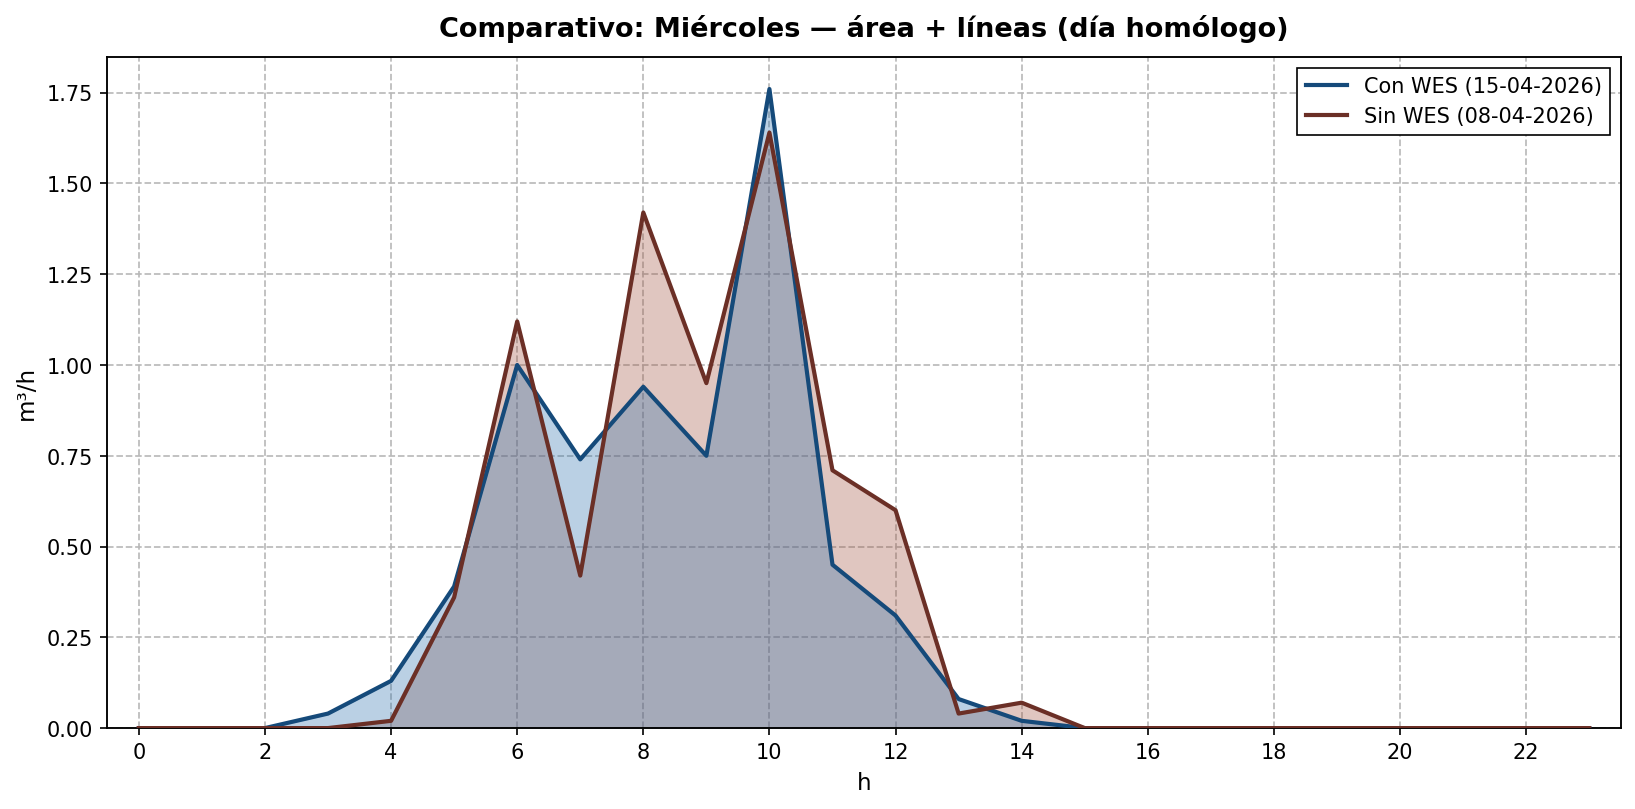 Comparativo: Miércoles — área + líneas (día homólogo)
Con WES (15-04-2026)
Sin WES (08-04-2026)
1.75
1.50
1.25
1.00
0.75
0.50
0.25
0.00
m³/h
0 2 4 6 8 10 12 14 16 18 20 22
h